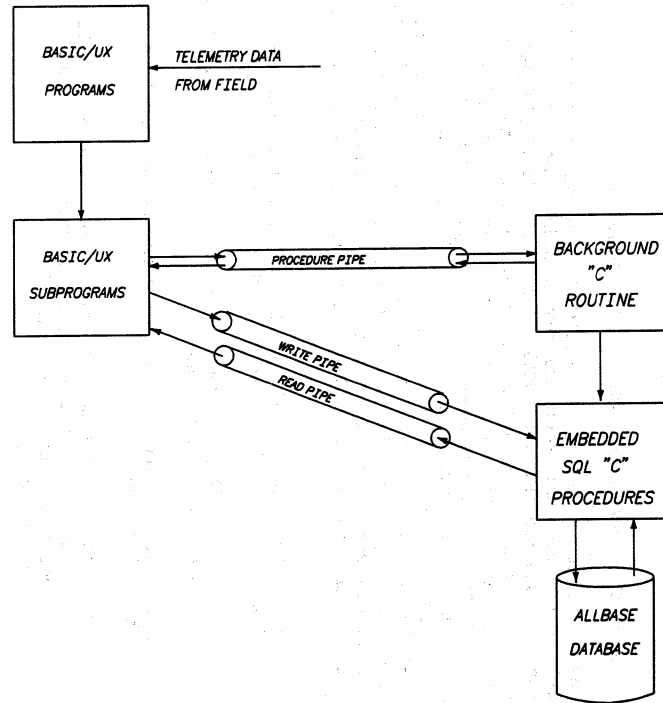 BASIC/UX
PROGRAMS
TELEMETRY DATA
FROM FIELD
BASIC/UX
SUBPROGRAMS
PROCEDURE PIPE
BACKGROUND
"C"
ROUTINE
WRITE PIPE
READ PIPE
EMBEDDED
SQL "C"
PROCEDURES
ALLBASE
DATABASE